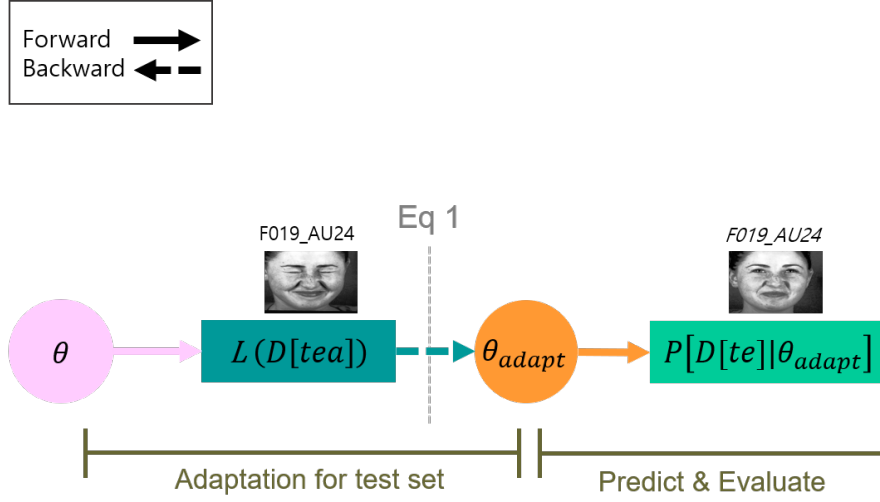 Forward
Backward
Eq 1
F019_AU24
F019_AU24
θ
L(D[tea])
θ_adapt
P[D[te]|θ_adapt]
Adaptation for test set
Predict & Evaluate